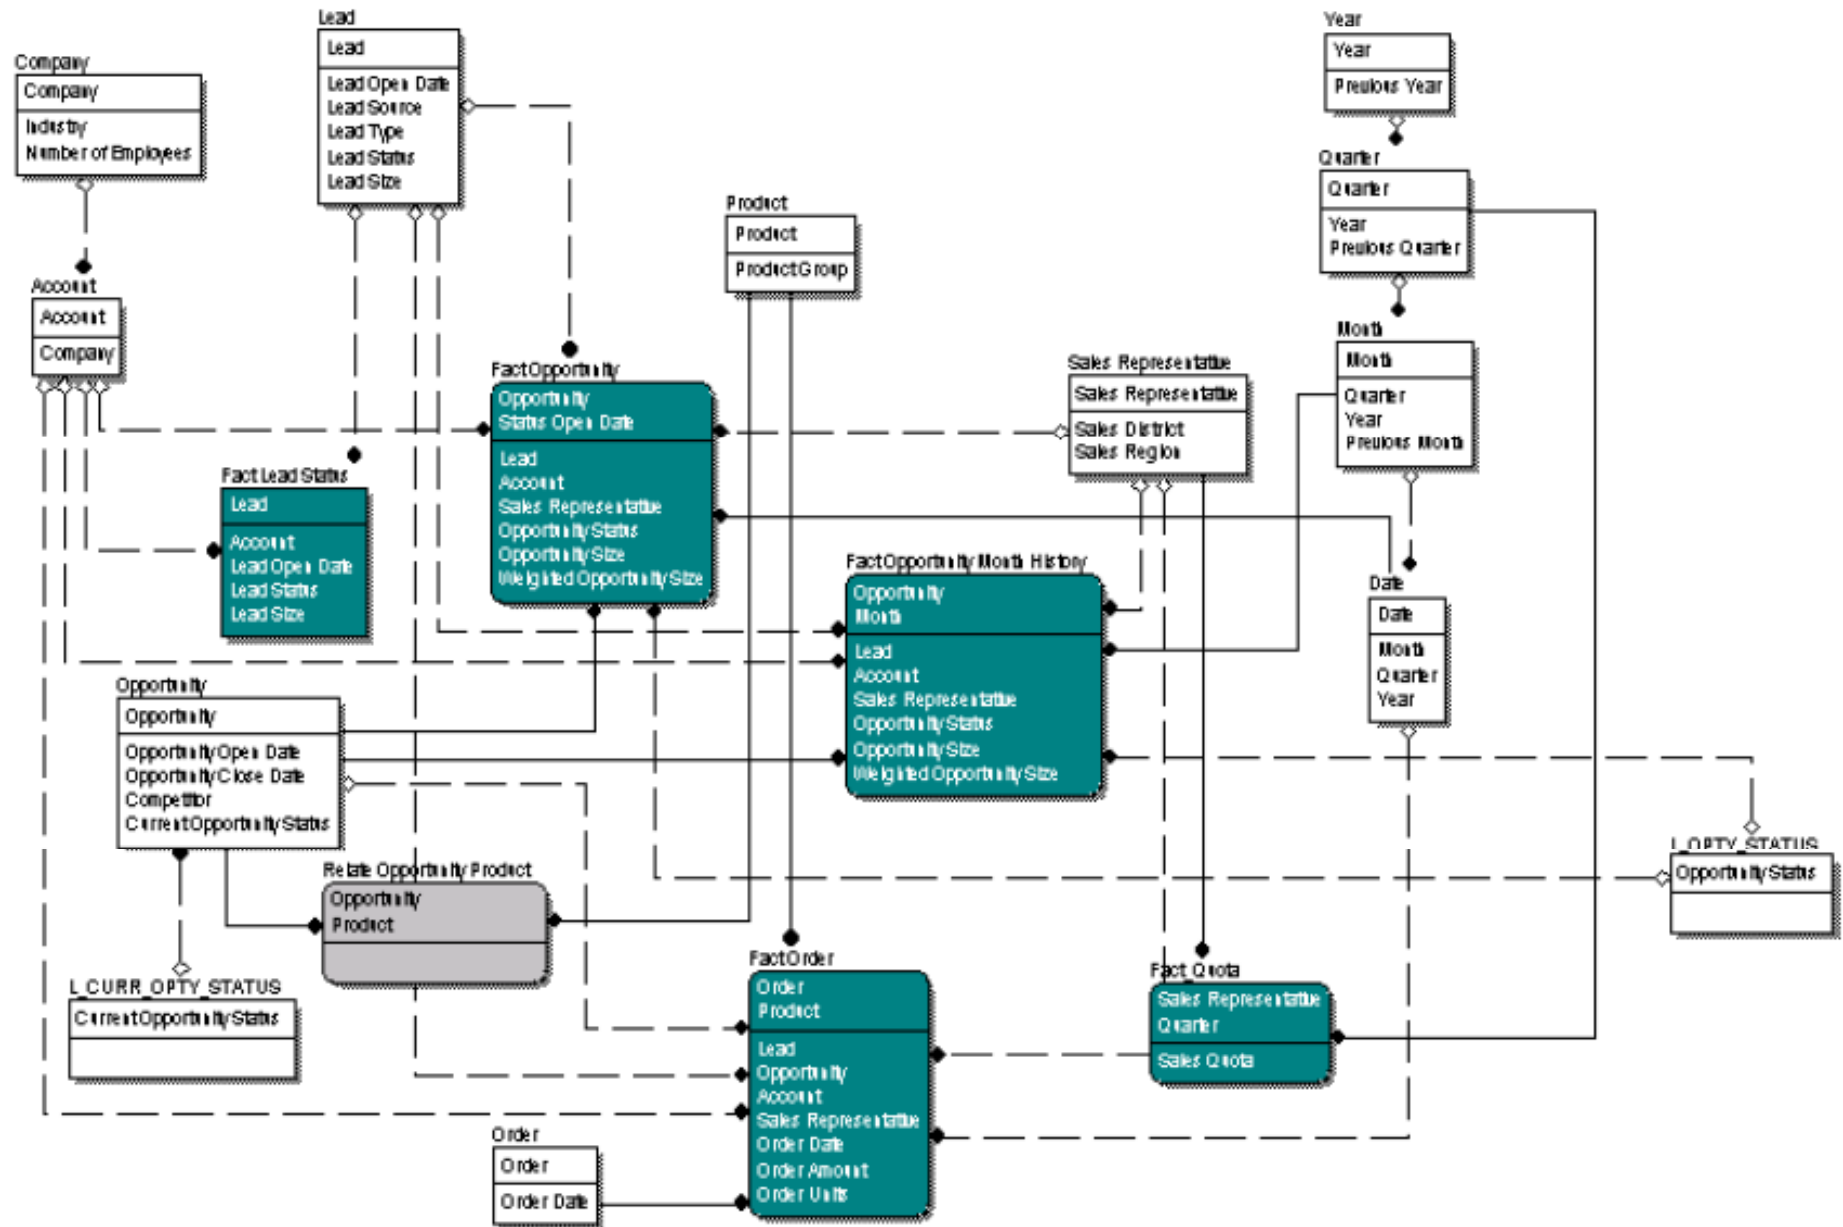 Lead
Lead
Lead Open Date
Lead Source
Lead Type
Lead Status
Lead Size
Company
Company
Industry
Number of Employees
Year
Year
Previous Year
Quarter
Quarter
Year
Previous Quarter
Product
Product
Product Group
Account
Account
Company
Month
Month
Quarter
Year
Previous Month
Fact Opportunity
Opportunity
Status Open Date
Lead
Account
Sales Representative
Opportunity Status
Opportunity Size
Weighted Opportunity Size
Sales Representative
Sales Representative
Sales District
Sales Region
Fact Lead Status
Lead
Account
Lead Open Date
Lead Status
Lead Size
Fact Opportunity Month History
Opportunity
Month
Lead
Account
Sales Representative
Opportunity Status
Opportunity Size
Weighted Opportunity Size
Date
Date
Month
Quarter
Year
Opportunity
Opportunity
Opportunity Open Date
Opportunity Close Date
Competitor
Current Opportunity Status
L_OPTY_STATUS
Opportunity Status
Relate Opportunity Product
Opportunity
Product
L_CURR_OPTY_STATUS
Current Opportunity Status
Fact Order
Order
Product
Lead
Opportunity
Account
Sales Representative
Order Date
Order Amount
Order Units
Fact Quota
Sales Representative
Quarter
Sales Quota
Order
Order
Order Date